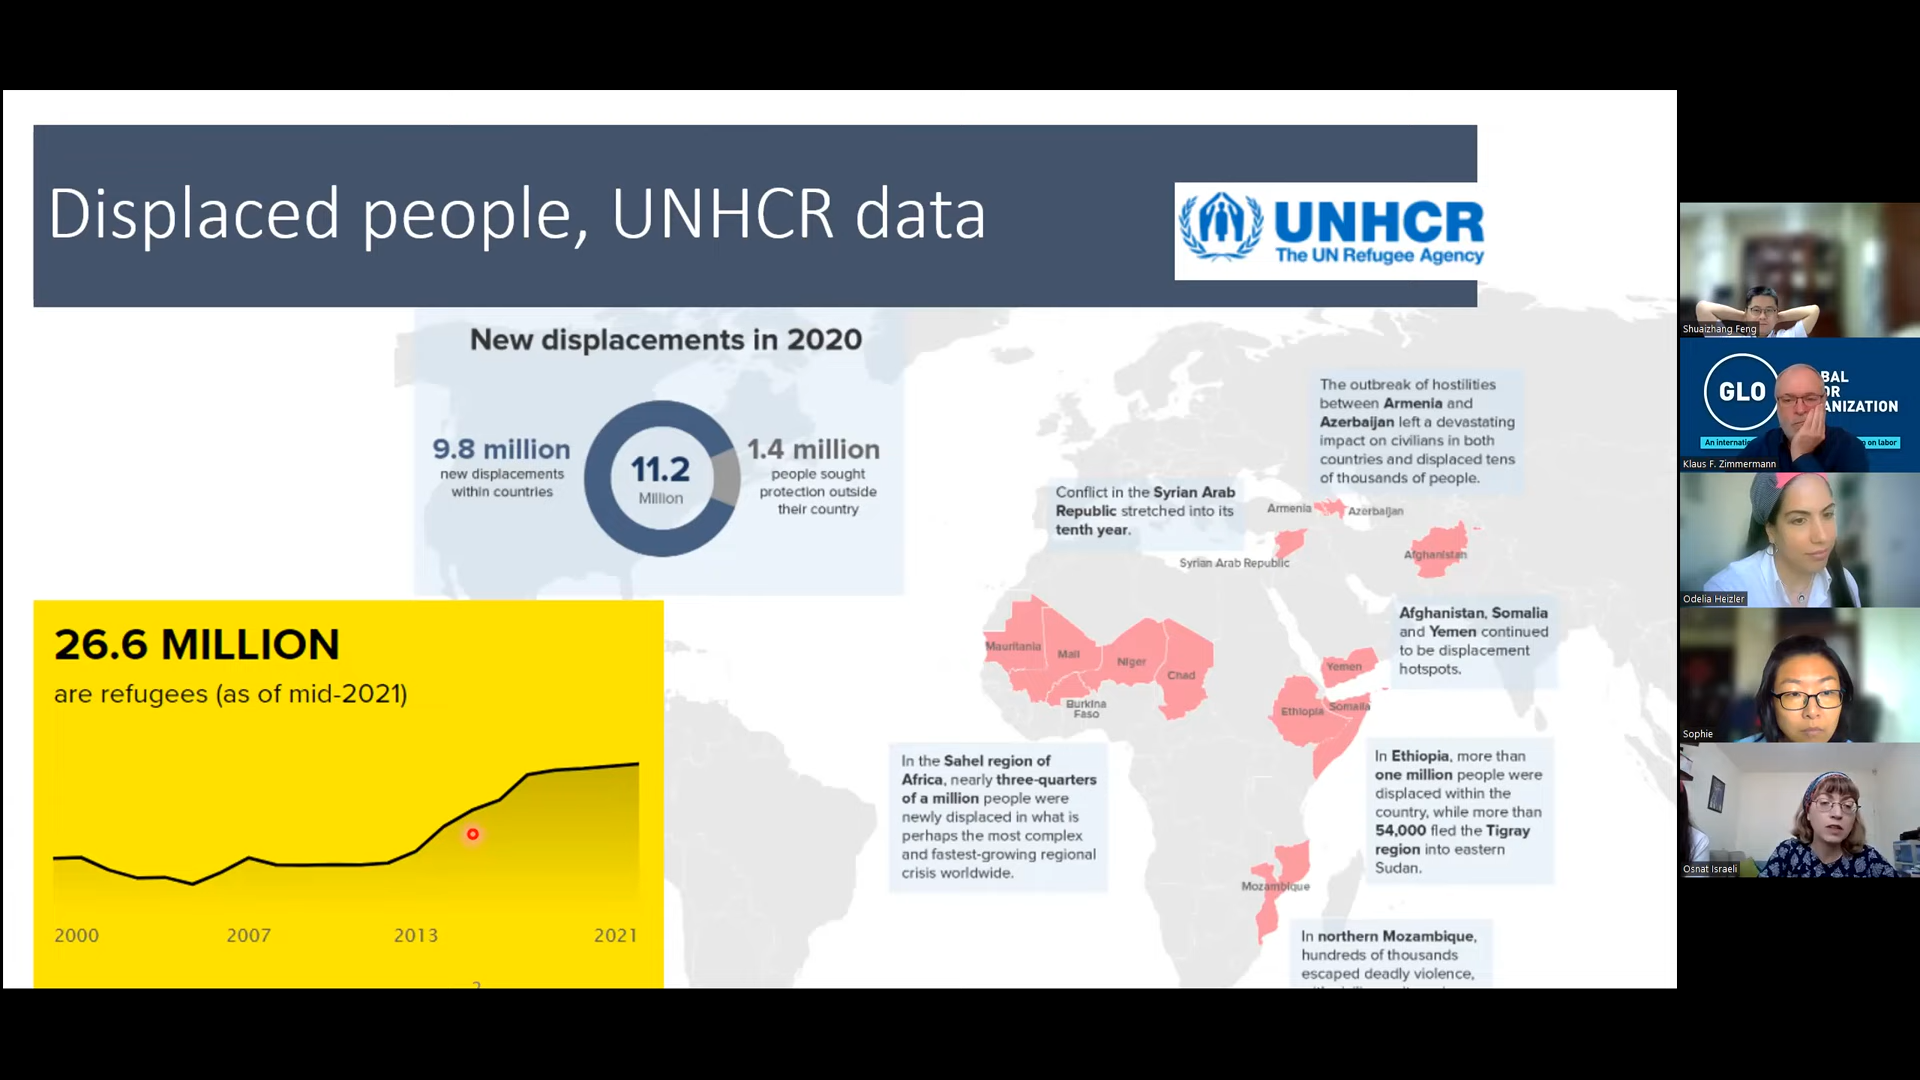 Displaced people, UNHCR data
UNHCR
The UN Refugee Agency
New displacements in 2020
9.8 million
new displacements
within countries
11.2
Million
1.4 million
people sought
protection outside
their country
26.6 MILLION
are refugees (as of mid-2021)
2000 2007 2013 2021
2
The outbreak of hostilities
between Armenia and
Azerbaijan left a devastating
impact on civilians in both
countries and displaced tens
of thousands of people.
Conflict in the Syrian Arab
Republic stretched into its
tenth year.
Armenia
Azerbaijan
Syrian Arab Republic
Afghanistan
Afghanistan, Somalia
and Yemen continued
to be displacement
hotspots.
Mauritania
Mali
Niger
Chad
Burkina
Faso
Yemen
Ethiopia
Somalia
In the Sahel region of
Africa, nearly three-quarters
of a million people were
newly displaced in what is
perhaps the most complex
and fastest-growing regional
crisis worldwide.
In Ethiopia, more than
one million people were
displaced within the
country, while more than
54,000 fled the Tigray
region into eastern
Sudan.
Mozambique
In northern Mozambique,
hundreds of thousands
escaped deadly violence,
Shuaizhang Feng
GLO
BAL
OR
ANIZATION
An internatio
on labor
Klaus F. Zimmermann
Odelia Heizler
Sophie
Osnat Israeli